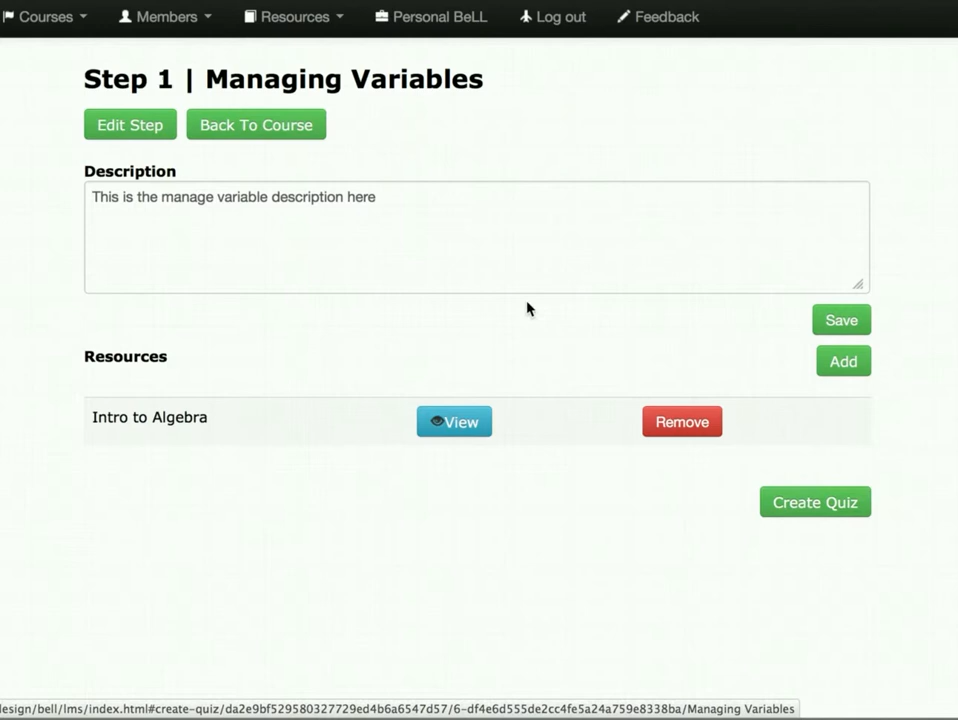 Courses Members Resources Personal BeLL Log out Feedback
Step 1 | Managing Variables
Edit Step Back To Course
Description
This is the manage variable description here
Save
Resources
Add
Intro to Algebra View Remove
Create Quiz
design/bell/lms/index.html#create-quiz/da2e9bf529580327729ed4b6a6547d57/6-df4e6d555de2cc4fe5a24a759e8338ba/Managing Variables